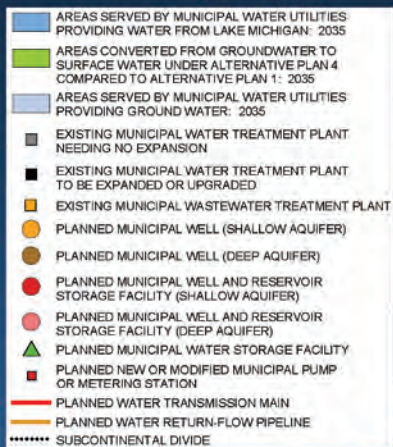 AREAS SERVED BY MUNICIPAL WATER UTILITIES
PROVIDING WATER FROM LAKE MICHIGAN: 2035
AREAS CONVERTED FROM GROUNDWATER TO
SURFACE WATER UNDER ALTERNATIVE PLAN 4
COMPARED TO ALTERNATIVE PLAN 1: 2035
AREAS SERVED BY MUNICIPAL WATER UTILITIES
PROVIDING GROUND WATER: 2035
EXISTING MUNICIPAL WATER TREATMENT PLANT
NEEDING NO EXPANSION
EXISTING MUNICIPAL WATER TREATMENT PLANT
TO BE EXPANDED OR UPGRADED
EXISTING MUNICIPAL WASTEWATER TREATMENT PLANT
PLANNED MUNICIPAL WELL (SHALLOW AQUIFER)
PLANNED MUNICIPAL WELL (DEEP AQUIFER)
PLANNED MUNICIPAL WELL AND RESERVOIR
STORAGE FACILITY (SHALLOW AQUIFER)
PLANNED MUNICIPAL WELL AND RESERVOIR
STORAGE FACILITY (DEEP AQUIFER)
PLANNED MUNICIPAL WATER STORAGE FACILITY
PLANNED NEW OR MODIFIED MUNICIPAL PUMP
OR METERING STATION
PLANNED WATER TRANSMISSION MAIN
PLANNED WATER RETURN-FLOW PIPELINE
SUBCONTINENTAL DIVIDE